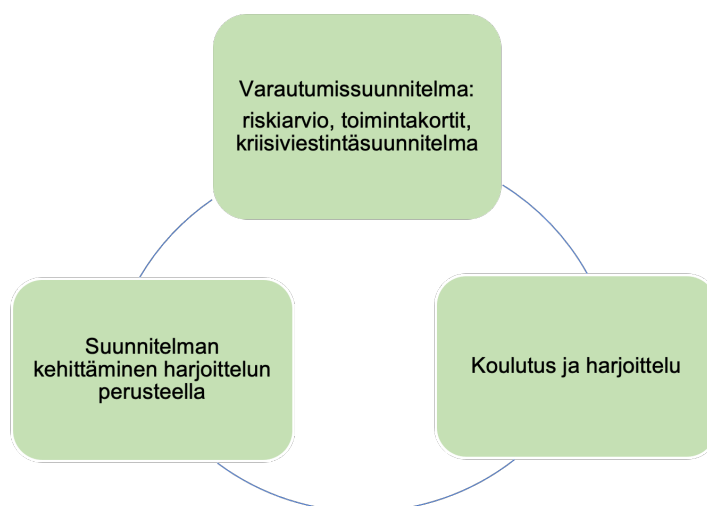 Varautumissuunnitelma:
riskiarvio, toimintakortit,
kriisiviestintäsuunnitelma
Suunnitelman
kehittäminen harjoittelun
perusteella
Koulutus ja harjoittelu